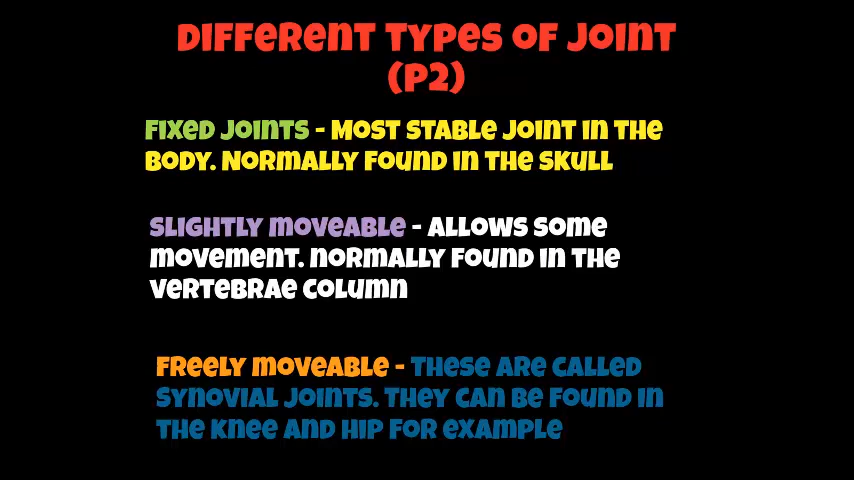 Different Types of Joint
(P2)
Fixed Joints - Most stable joint in the
body. Normally found in the skull
Slightly moveable - Allows some
movement. Normally found in the
vertebrae column
Freely moveable - These are called
synovial joints. They can be found in
the knee and hip for example